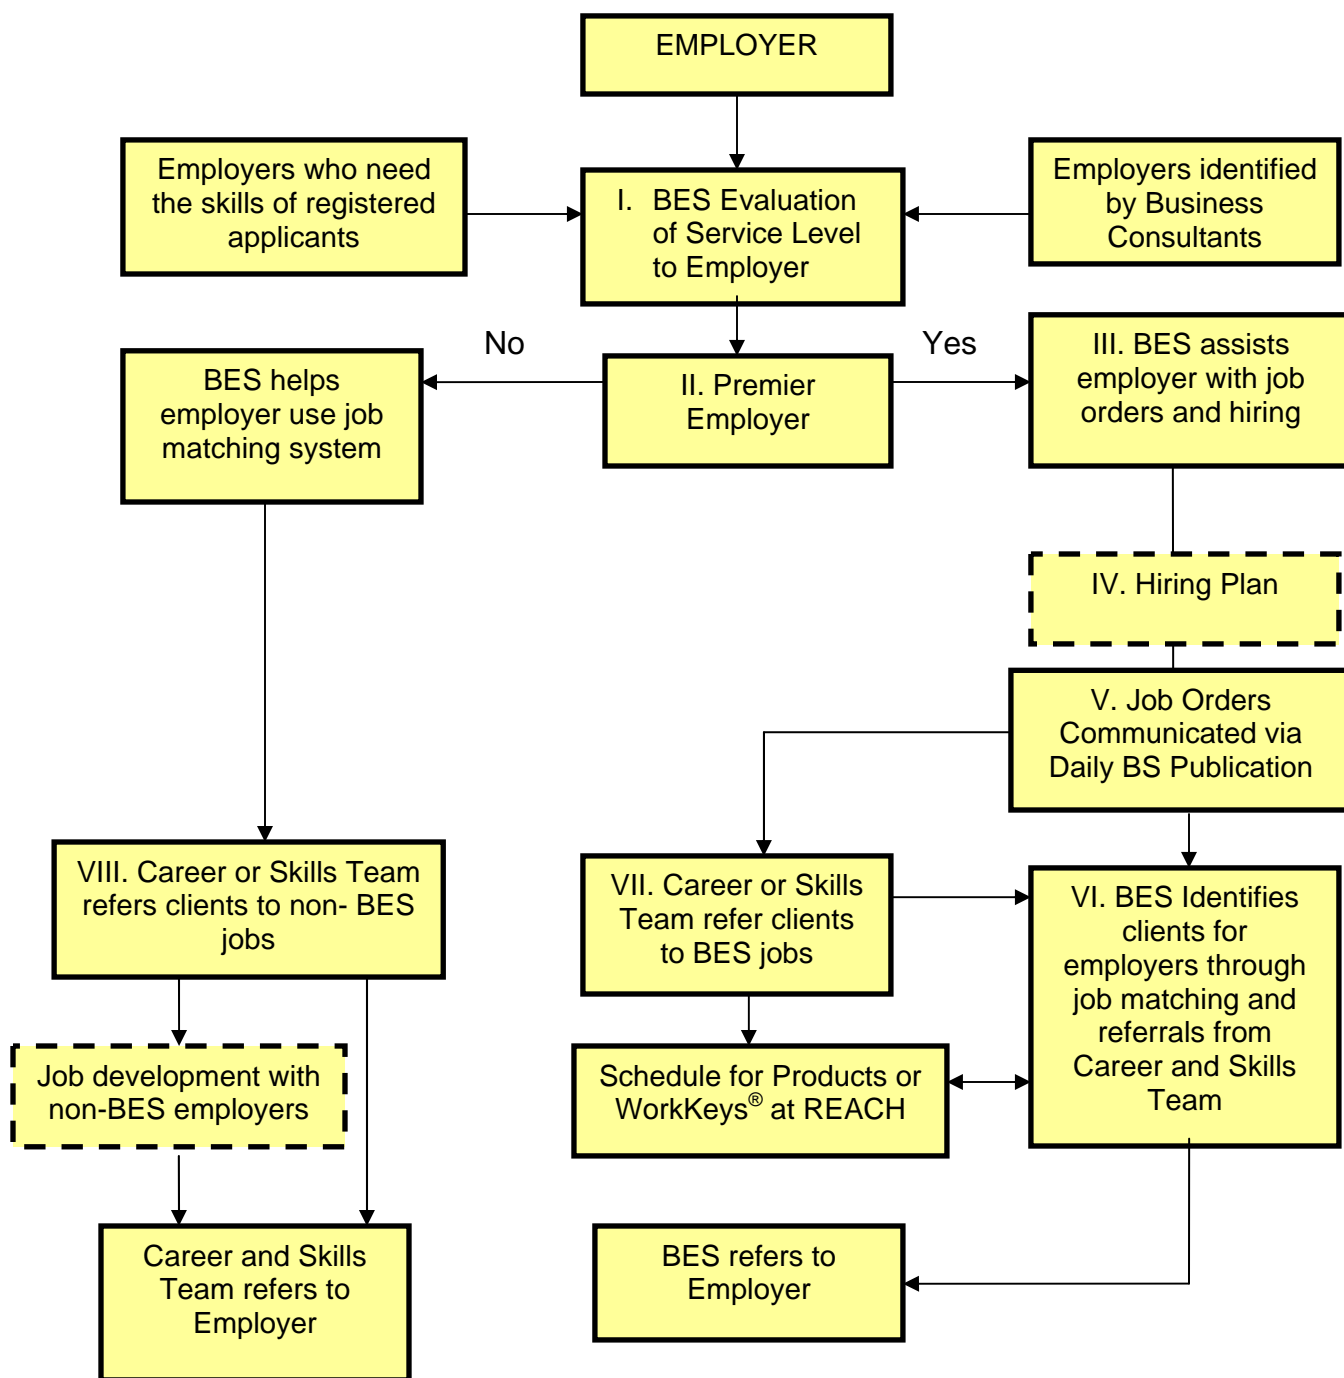 EMPLOYER
Employers who need
the skills of registered
applicants
I. BES Evaluation
of Service Level
to Employer
Employers identified
by Business
Consultants
No
Yes
BES helps
employer use job
matching system
II. Premier
Employer
III. BES assists
employer with job
orders and hiring
IV. Hiring Plan
V. Job Orders
Communicated via
Daily BS Publication
VIII. Career or Skills Team
refers clients to non- BES
jobs
VII. Career or Skills
Team refer clients
to BES jobs
VI. BES Identifies
clients for
employers through
job matching and
referrals from
Career and Skills
Team
Job development with
non-BES employers
Schedule for Products or
WorkKeys® at REACH
Career and Skills
Team refers to
Employer
BES refers to
Employer